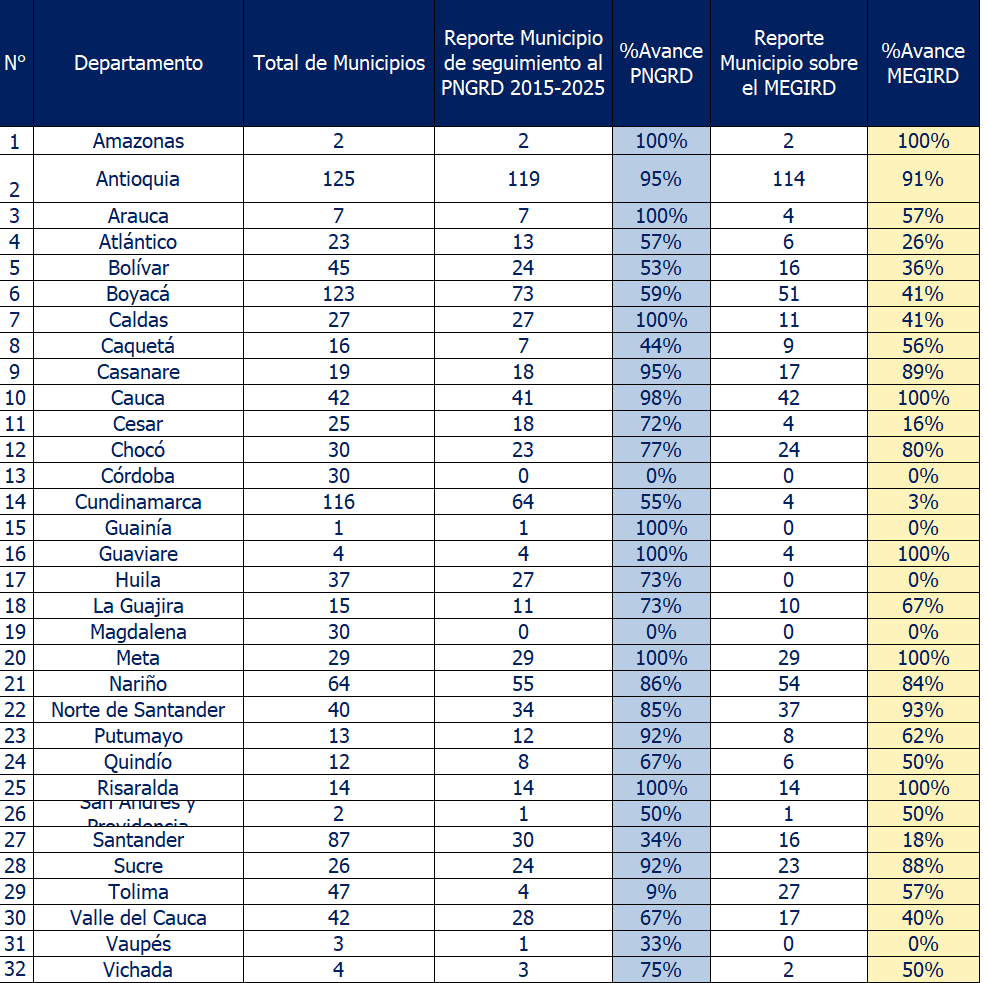 N° Departamento Total de Municipios Reporte Municipio de seguimiento al PNGRD 2015-2025 %Avance PNGRD Reporte Municipio sobre el MEGIRD %Avance MEGIRD
1 Amazonas 2 2 100% 2 100%
2 Antioquia 125 119 95% 114 91%
3 Arauca 7 7 100% 4 57%
4 Atlántico 23 13 57% 6 26%
5 Bolívar 45 24 53% 16 36%
6 Boyacá 123 73 59% 51 41%
7 Caldas 27 27 100% 11 41%
8 Caquetá 16 7 44% 9 56%
9 Casanare 19 18 95% 17 89%
10 Cauca 42 41 98% 42 100%
11 Cesar 25 18 72% 4 16%
12 Chocó 30 23 77% 24 80%
13 Córdoba 30 0 0% 0 0%
14 Cundinamarca 116 64 55% 4 3%
15 Guainía 1 1 100% 0 0%
16 Guaviare 4 4 100% 4 100%
17 Huila 37 27 73% 0 0%
18 La Guajira 15 11 73% 10 67%
19 Magdalena 30 0 0% 0 0%
20 Meta 29 29 100% 29 100%
21 Nariño 64 55 86% 54 84%
22 Norte de Santander 40 34 85% 37 93%
23 Putumayo 13 12 92% 8 62%
24 Quindío 12 8 67% 6 50%
25 Risaralda 14 14 100% 14 100%
26 San Andrés y Providencia 2 1 50% 1 50%
27 Santander 87 30 34% 16 18%
28 Sucre 26 24 92% 23 88%
29 Tolima 47 4 9% 27 57%
30 Valle del Cauca 42 28 67% 17 40%
31 Vaupés 3 1 33% 0 0%
32 Vichada 4 3 75% 2 50%